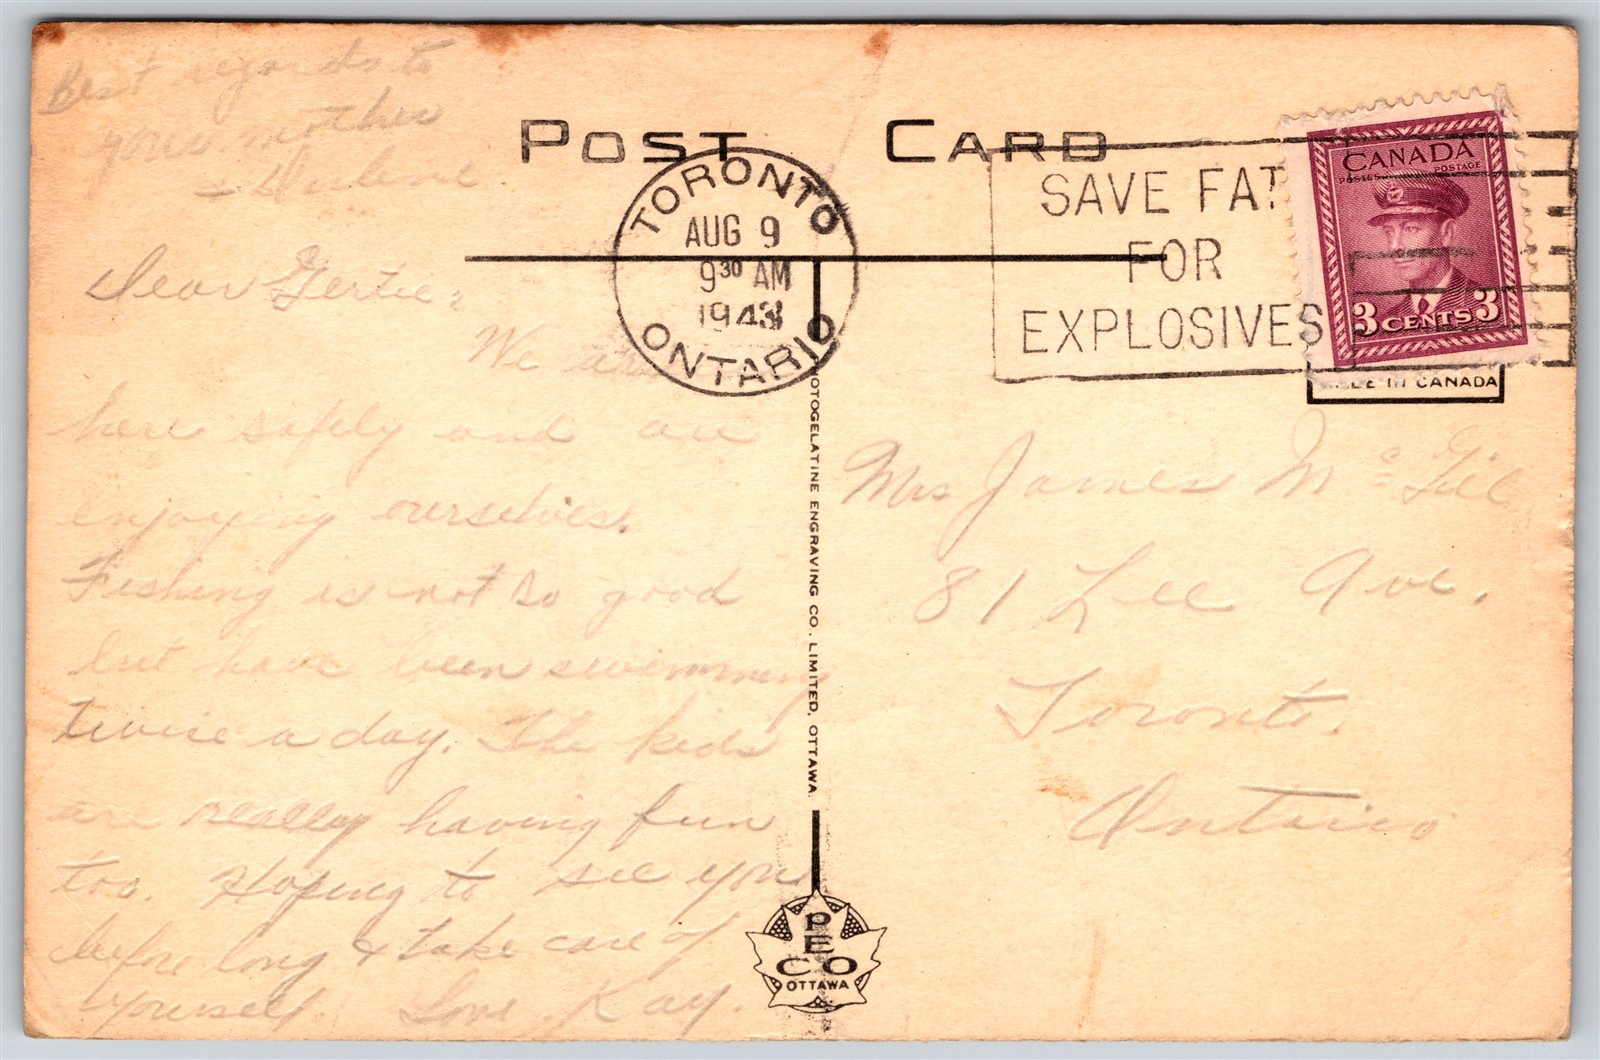 Best regards to
your mother
POST CARD
TORONTO
AUG 9
9³⁰ AM
1943
ONTARIO
SAVE FAT
FOR
EXPLOSIVES
CANADA
POSTES POSTAGE
3 CENTS 3
IN CANADA
Dear Gertie:
We are
here safely and are
enjoying ourselves.
Fishing is not so good
but have been swimming
twice a day. The kids
are really having fun
too. Hoping to see you
before long & take care of
yourself. Love. Kay.
PHOTOGELATINE ENGRAVING CO. LIMITED, OTTAWA.
PECO
OTTAWA
Mrs James McGill
81 Lee Ave.
Toronto.
Ontario